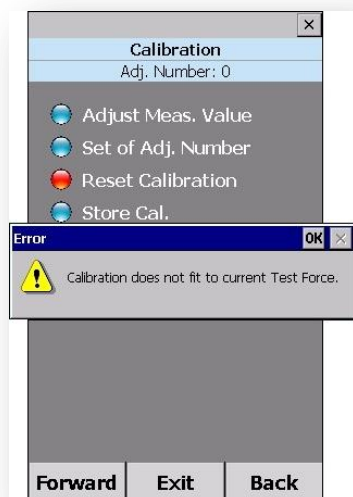 Calibration
Adj. Number: 0
Adjust Meas. Value
Set of Adj. Number
Reset Calibration
Store Cal.
Error OK
Calibration does not fit to current Test Force.
Forward Exit Back